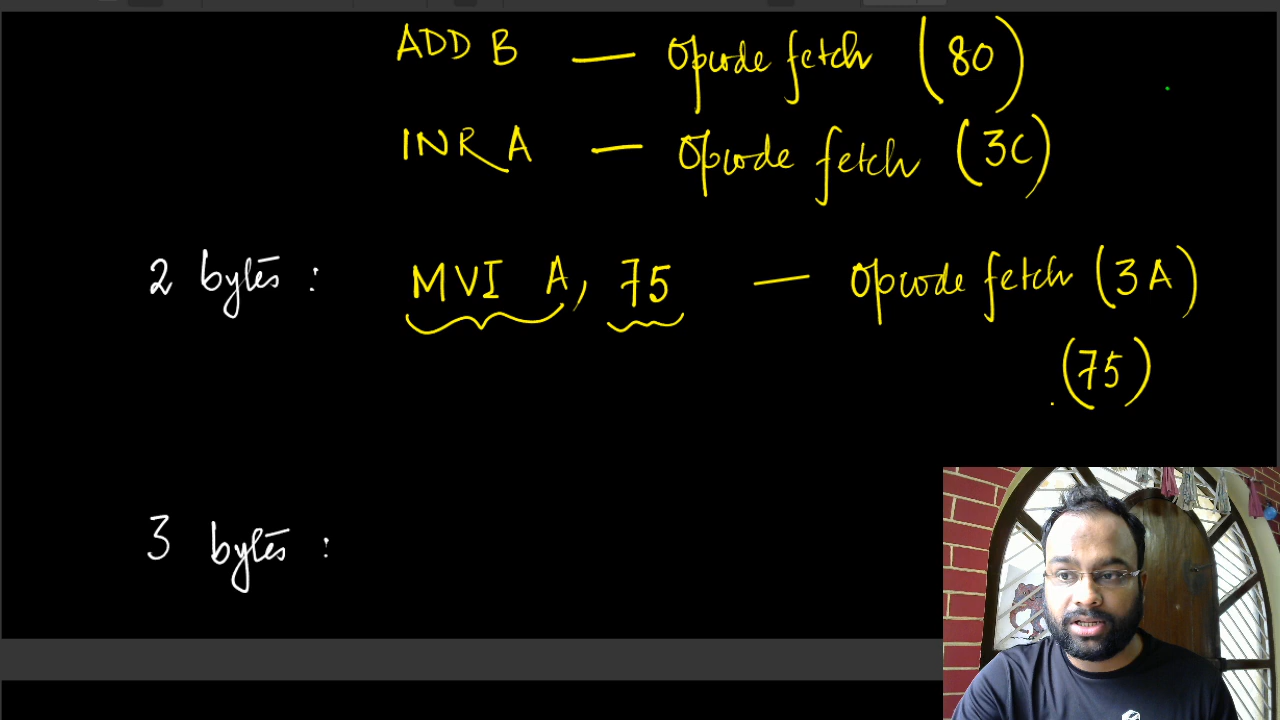 ADD B — Opcode fetch (80)
INR A — Opcode fetch (3C)
2 bytes : MVI A, 75 — Opcode fetch (3A)
(75)
3 bytes :